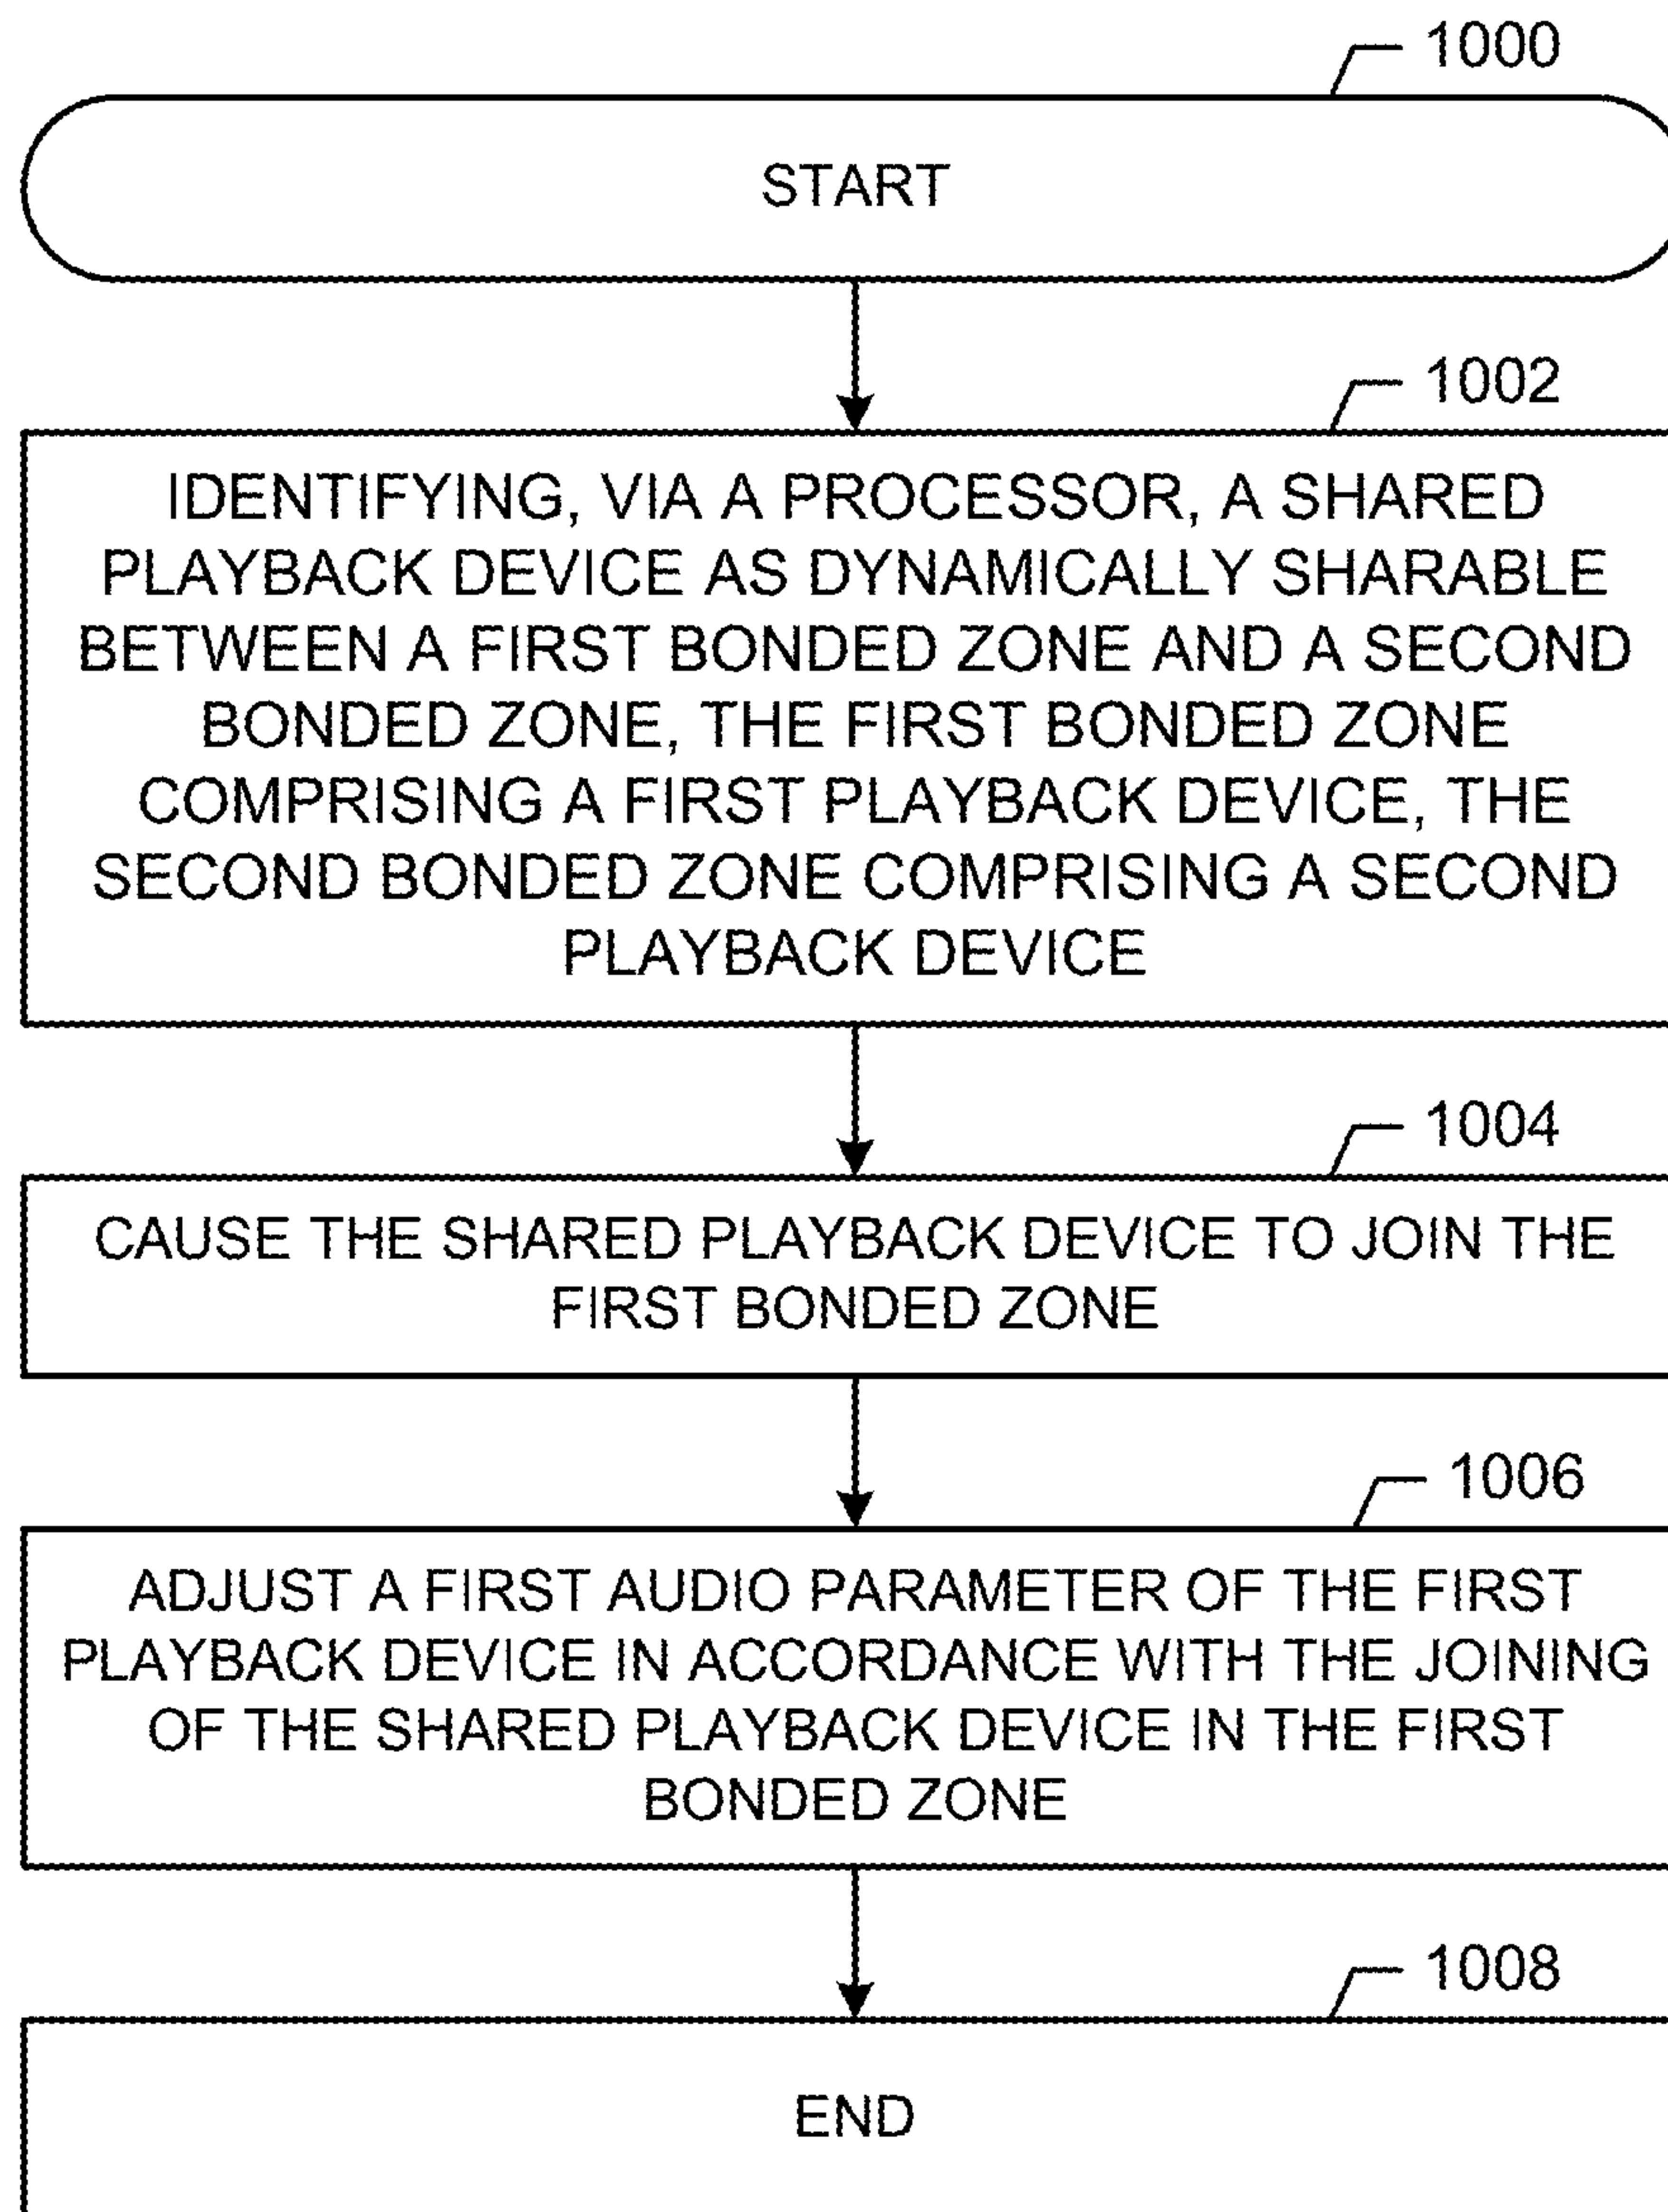 1000
START
1002
IDENTIFYING, VIA A PROCESSOR, A SHARED
PLAYBACK DEVICE AS DYNAMICALLY SHARABLE
BETWEEN A FIRST BONDED ZONE AND A SECOND
BONDED ZONE, THE FIRST BONDED ZONE
COMPRISING A FIRST PLAYBACK DEVICE, THE
SECOND BONDED ZONE COMPRISING A SECOND
PLAYBACK DEVICE
1004
CAUSE THE SHARED PLAYBACK DEVICE TO JOIN THE
FIRST BONDED ZONE
1006
ADJUST A FIRST AUDIO PARAMETER OF THE FIRST
PLAYBACK DEVICE IN ACCORDANCE WITH THE JOINING
OF THE SHARED PLAYBACK DEVICE IN THE FIRST
BONDED ZONE
1008
END